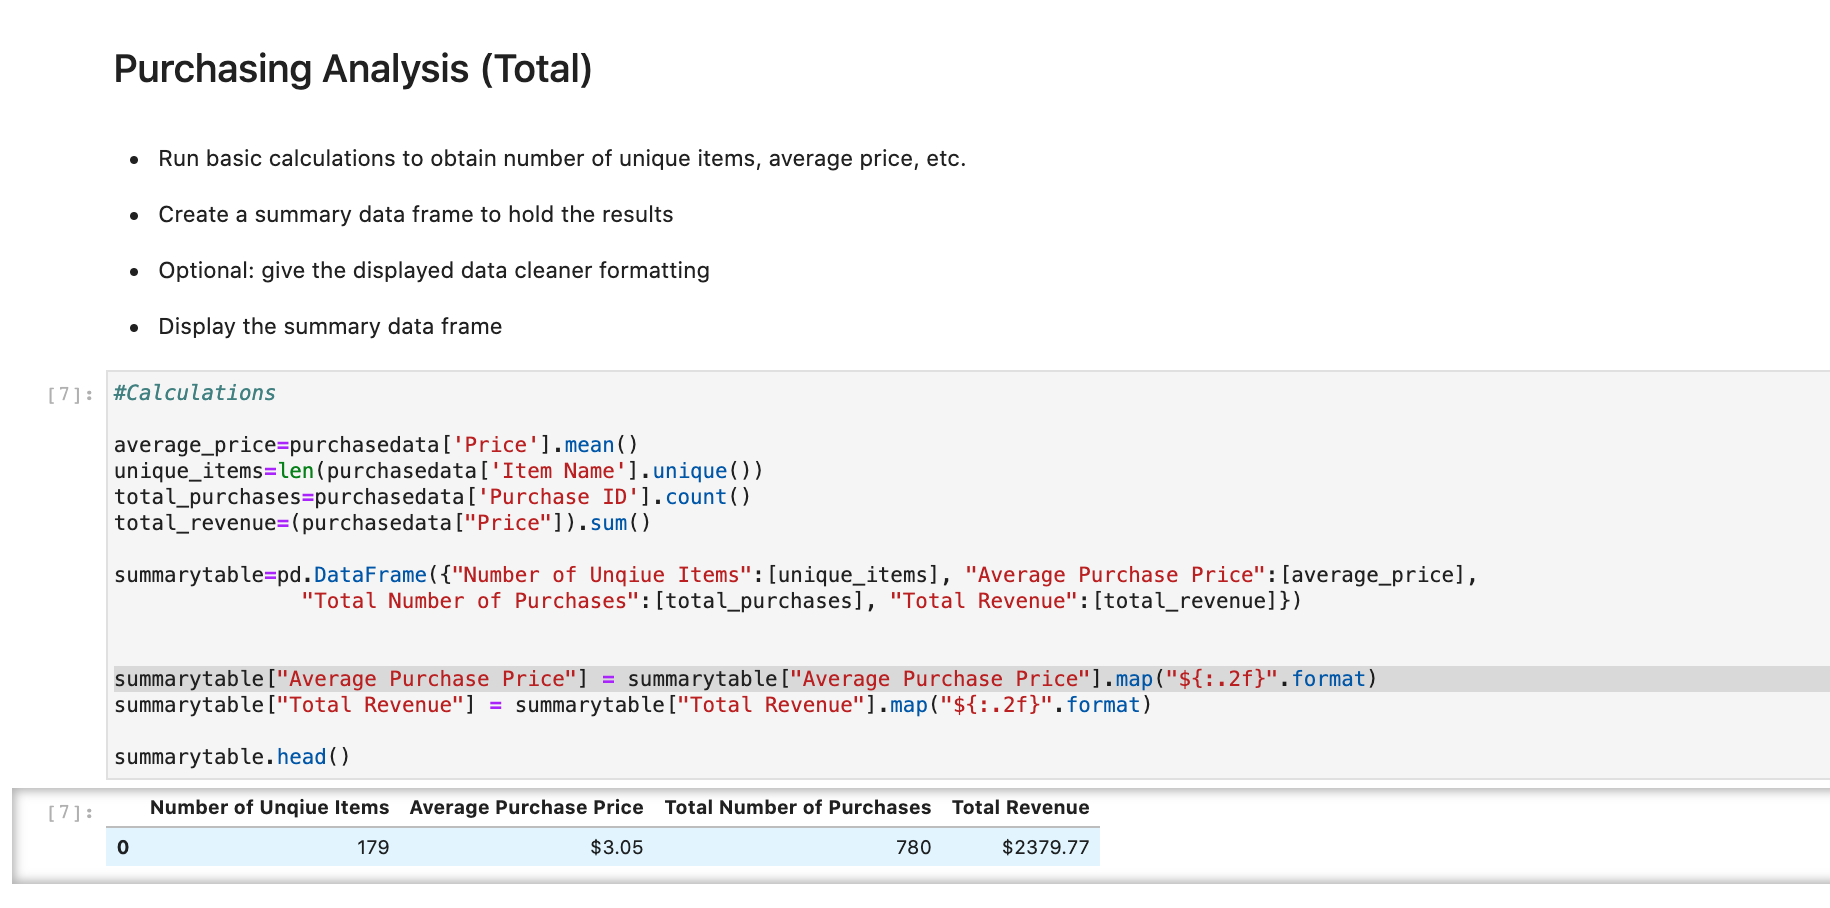 Purchasing Analysis (Total)
• Run basic calculations to obtain number of unique items, average price, etc.
• Create a summary data frame to hold the results
• Optional: give the displayed data cleaner formatting
• Display the summary data frame
[7]: #Calculations
average_price=purchasedata['Price'].mean()
unique_items=len(purchasedata['Item Name'].unique())
total_purchases=purchasedata['Purchase ID'].count()
total_revenue=(purchasedata["Price"]).sum()
summarytable=pd.DataFrame({"Number of Unqiue Items":[unique_items], "Average Purchase Price":[average_price],
"Total Number of Purchases":[total_purchases], "Total Revenue":[total_revenue]})
summarytable["Average Purchase Price"] = summarytable["Average Purchase Price"].map("${:.2f}".format)
summarytable["Total Revenue"] = summarytable["Total Revenue"].map("${:.2f}".format)
summarytable.head()
[7]: Number of Unqiue Items Average Purchase Price Total Number of Purchases Total Revenue
0 179 $3.05 780 $2379.77